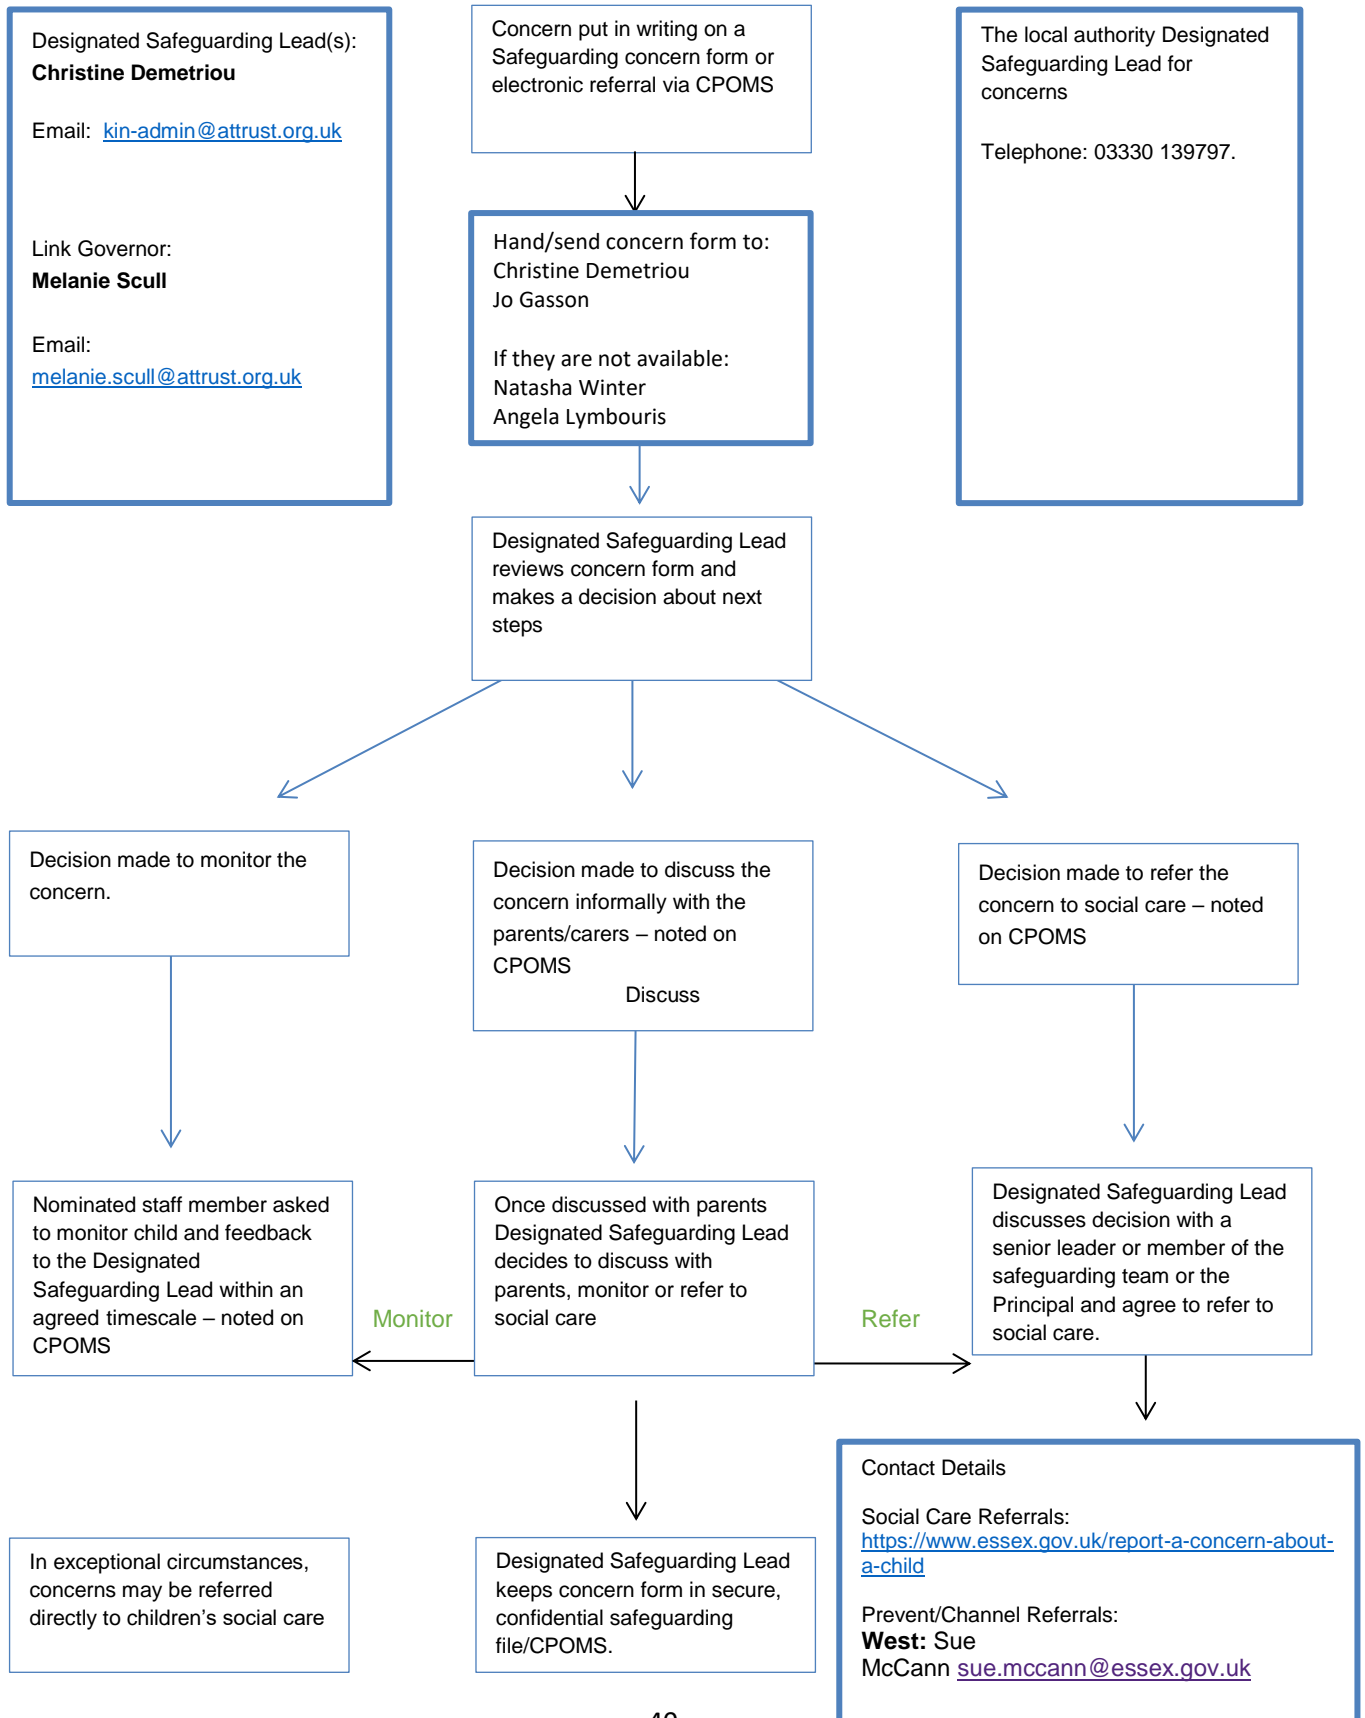 Designated Safeguarding Lead(s):
Christine Demetriou
Email: kin-admin@attrust.org.uk
Link Governor:
Melanie Scull
Email:
melanie.scull@attrust.org.uk
Concern put in writing on a
Safeguarding concern form or
electronic referral via CPOMS
The local authority Designated
Safeguarding Lead for
concerns
Telephone: 03330 139797.
Hand/send concern form to:
Christine Demetriou
Jo Gasson
If they are not available:
Natasha Winter
Angela Lymbouris
Designated Safeguarding Lead
reviews concern form and
makes a decision about next
steps
Decision made to monitor the
concern.
Decision made to discuss the
concern informally with the
parents/carers – noted on
CPOMS
Discuss
Decision made to refer the
concern to social care – noted
on CPOMS
Nominated staff member asked
to monitor child and feedback
to the Designated
Safeguarding Lead within an
agreed timescale – noted on
CPOMS
Monitor
Once discussed with parents
Designated Safeguarding Lead
decides to discuss with
parents, monitor or refer to
social care
Refer
Designated Safeguarding Lead
discusses decision with a
senior leader or member of the
safeguarding team or the
Principal and agree to refer to
social care.
In exceptional circumstances,
concerns may be referred
directly to children’s social care
Designated Safeguarding Lead
keeps concern form in secure,
confidential safeguarding
file/CPOMS.
Contact Details
Social Care Referrals:
https://www.essex.gov.uk/report-a-concern-about-
a-child
Prevent/Channel Referrals:
West: Sue
McCann sue.mccann@essex.gov.uk